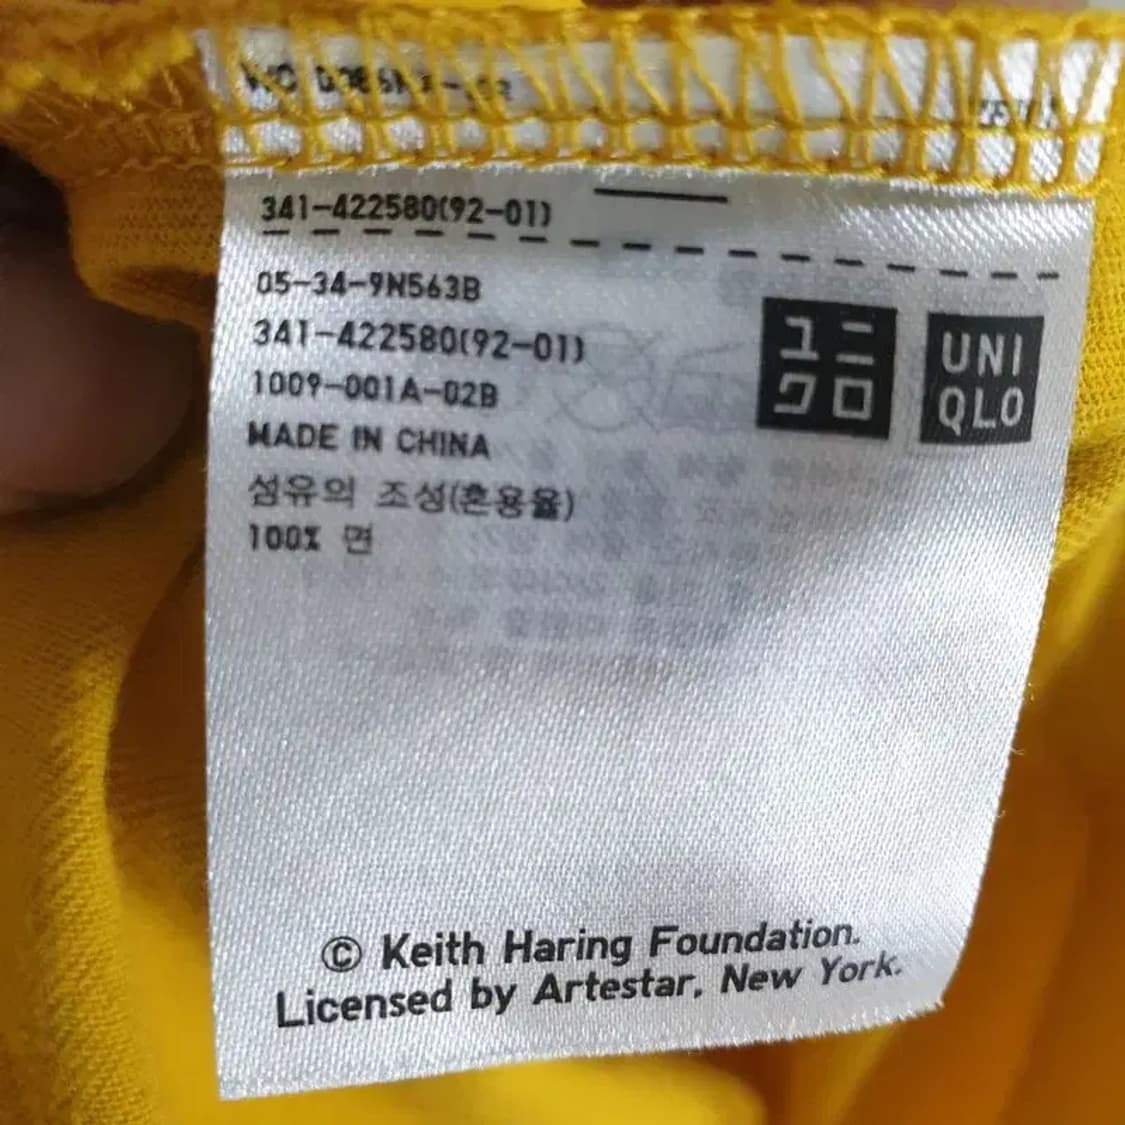 341-422580(92-01)
05-34-9N563B
341-422580(92-01)
1009-001A-02B
MADE IN CHINA
섬유의 조성(혼용율)
100% 면
ユニ
クロ
UNI
QLO
© Keith Haring Foundation.
Licensed by Artestar, New York.